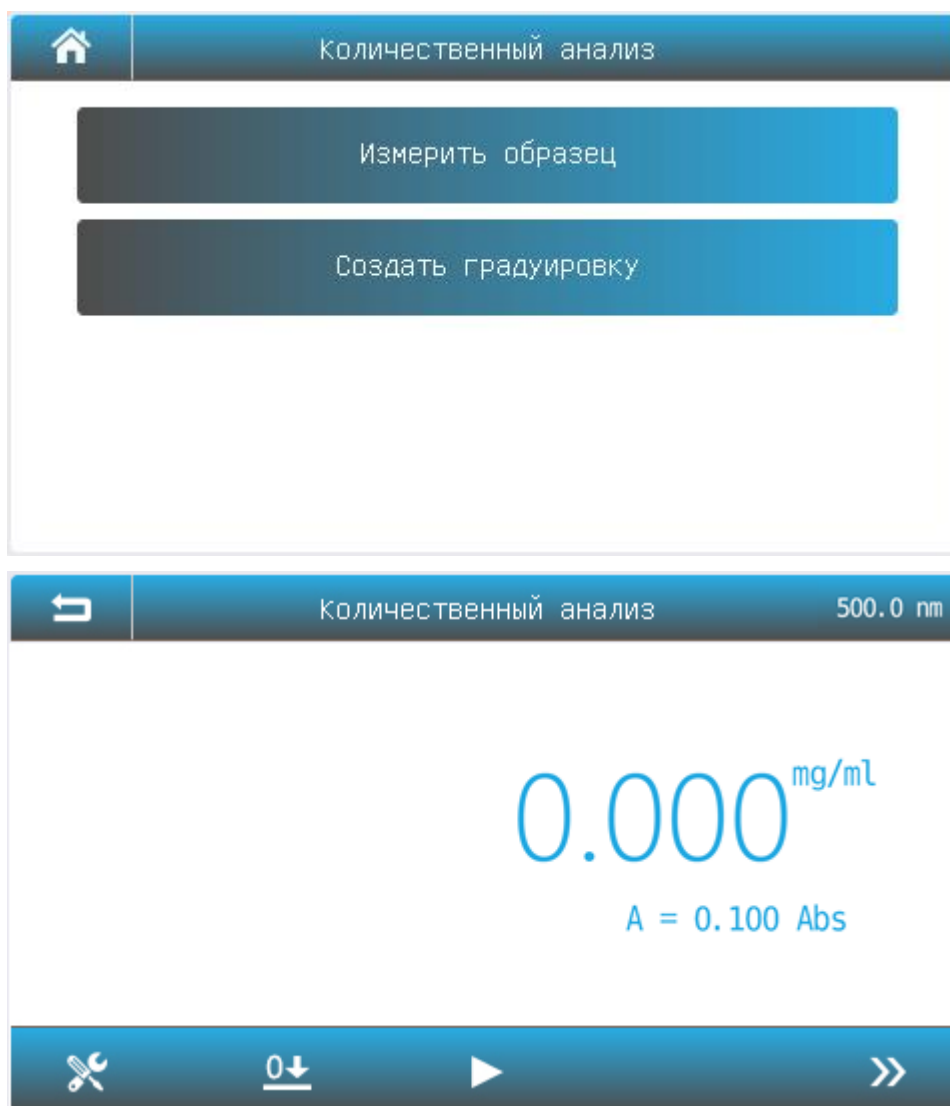 Количественный анализ
Измерить образец
Создать градуировку
Количественный анализ 500.0 nm
0.000 mg/ml
A = 0.100 Abs
0